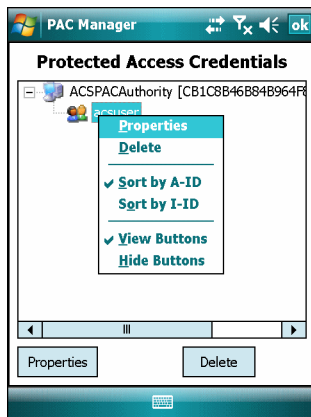 PAC Manager ok
Protected Access Credentials
ACSPACAuthority [CB1C8B46B84B964F
acsuser
Properties
Delete
Sort by A-ID
Sort by I-ID
View Buttons
Hide Buttons
Properties Delete